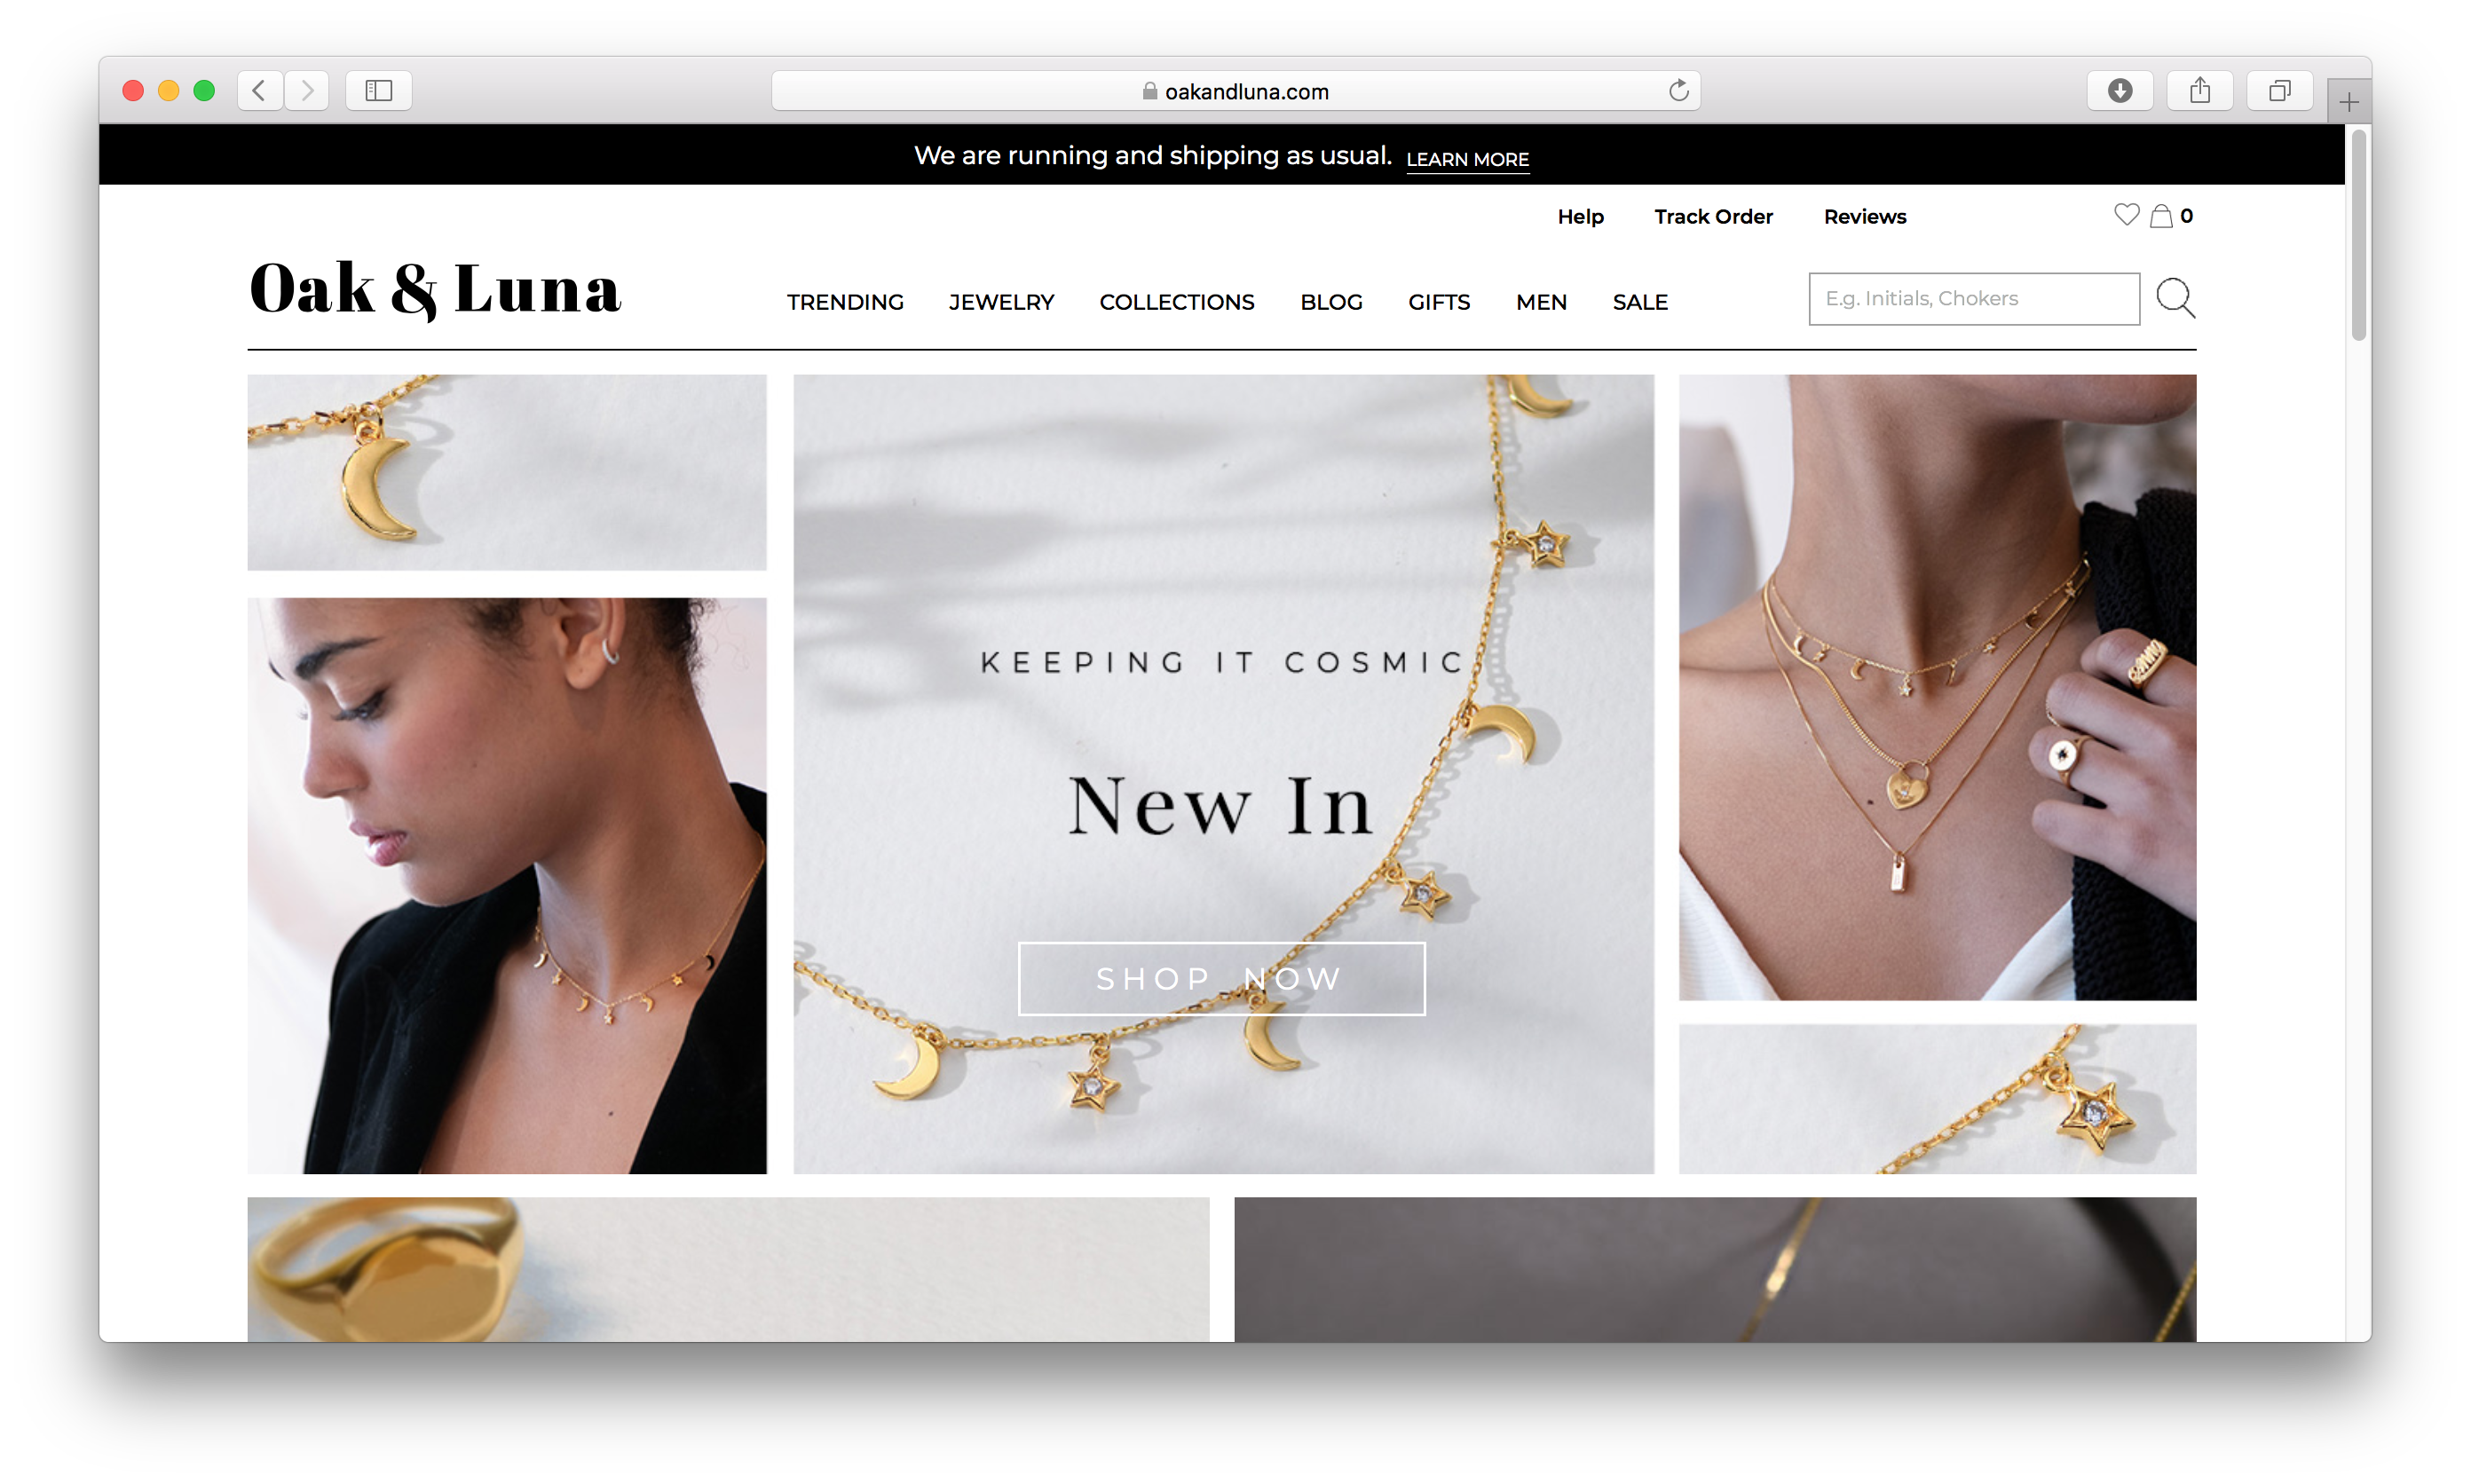 oakandluna.com
We are running and shipping as usual. LEARN MORE
Help Track Order Reviews 0
Oak & Luna
TRENDING JEWELRY COLLECTIONS BLOG GIFTS MEN SALE
E.g. Initials, Chokers
KEEPING IT COSMIC
New In
SHOP NOW